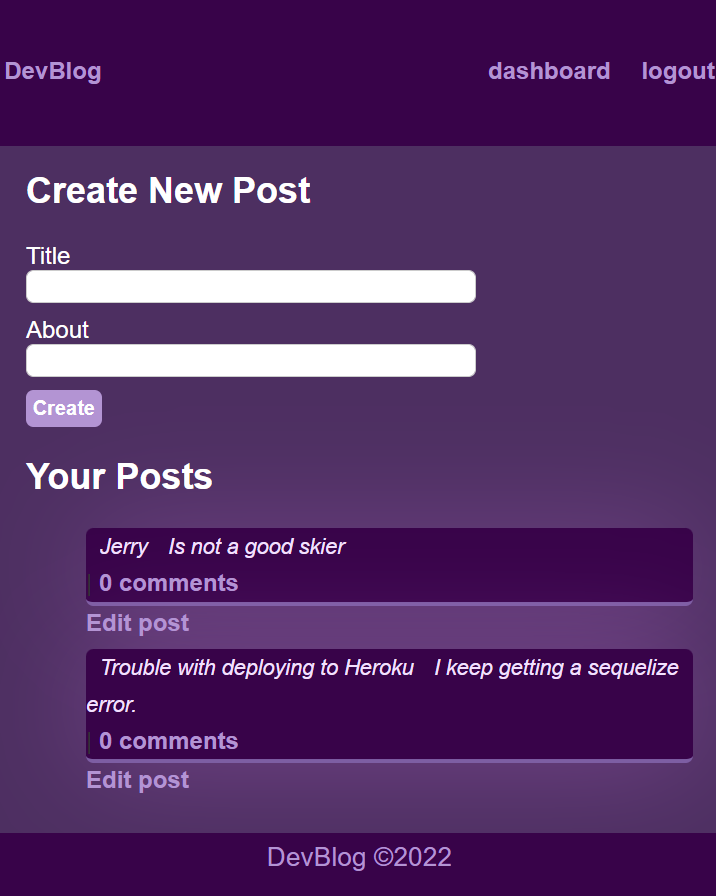 DevBlog dashboard logout
Create New Post
Title
About
Create
Your Posts
Jerry Is not a good skier
| 0 comments
Edit post
Trouble with deploying to Heroku I keep getting a sequelize
error.
| 0 comments
Edit post
DevBlog ©2022